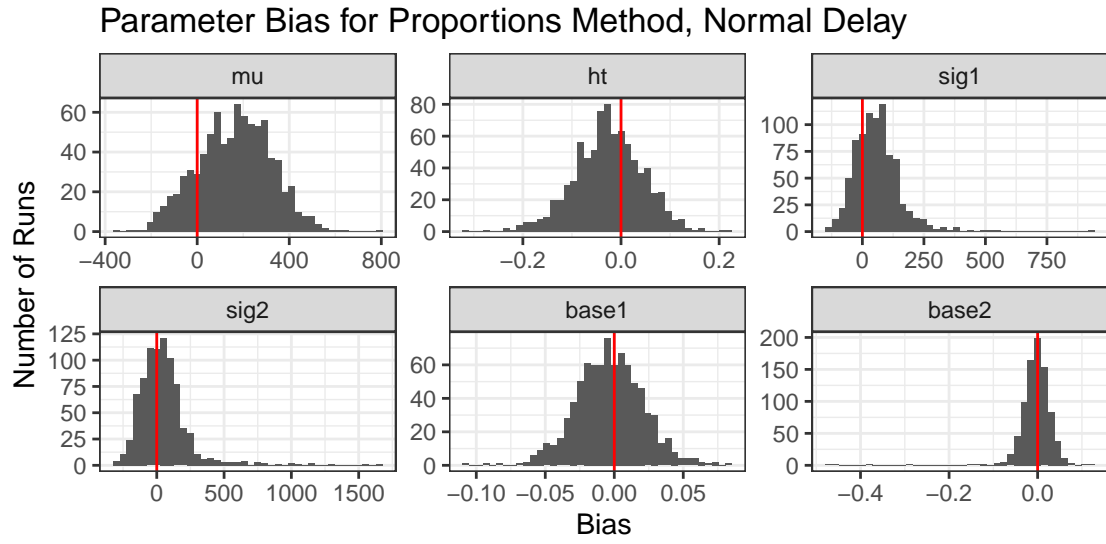 Parameter Bias for Proportions Method, Normal Delay
mu
ht
sig1
60
40
20
0
−400 0 400 800
80
60
40
20
0
−0.2 0.0 0.2
100
75
50
25
0
0 250 500 750
sig2
base1
base2
125
100
75
50
25
0
0 500 1000 1500
60
40
20
0
−0.10 −0.05 0.00 0.05
200
150
100
50
0
−0.4 −0.2 0.0
Number of Runs
Bias